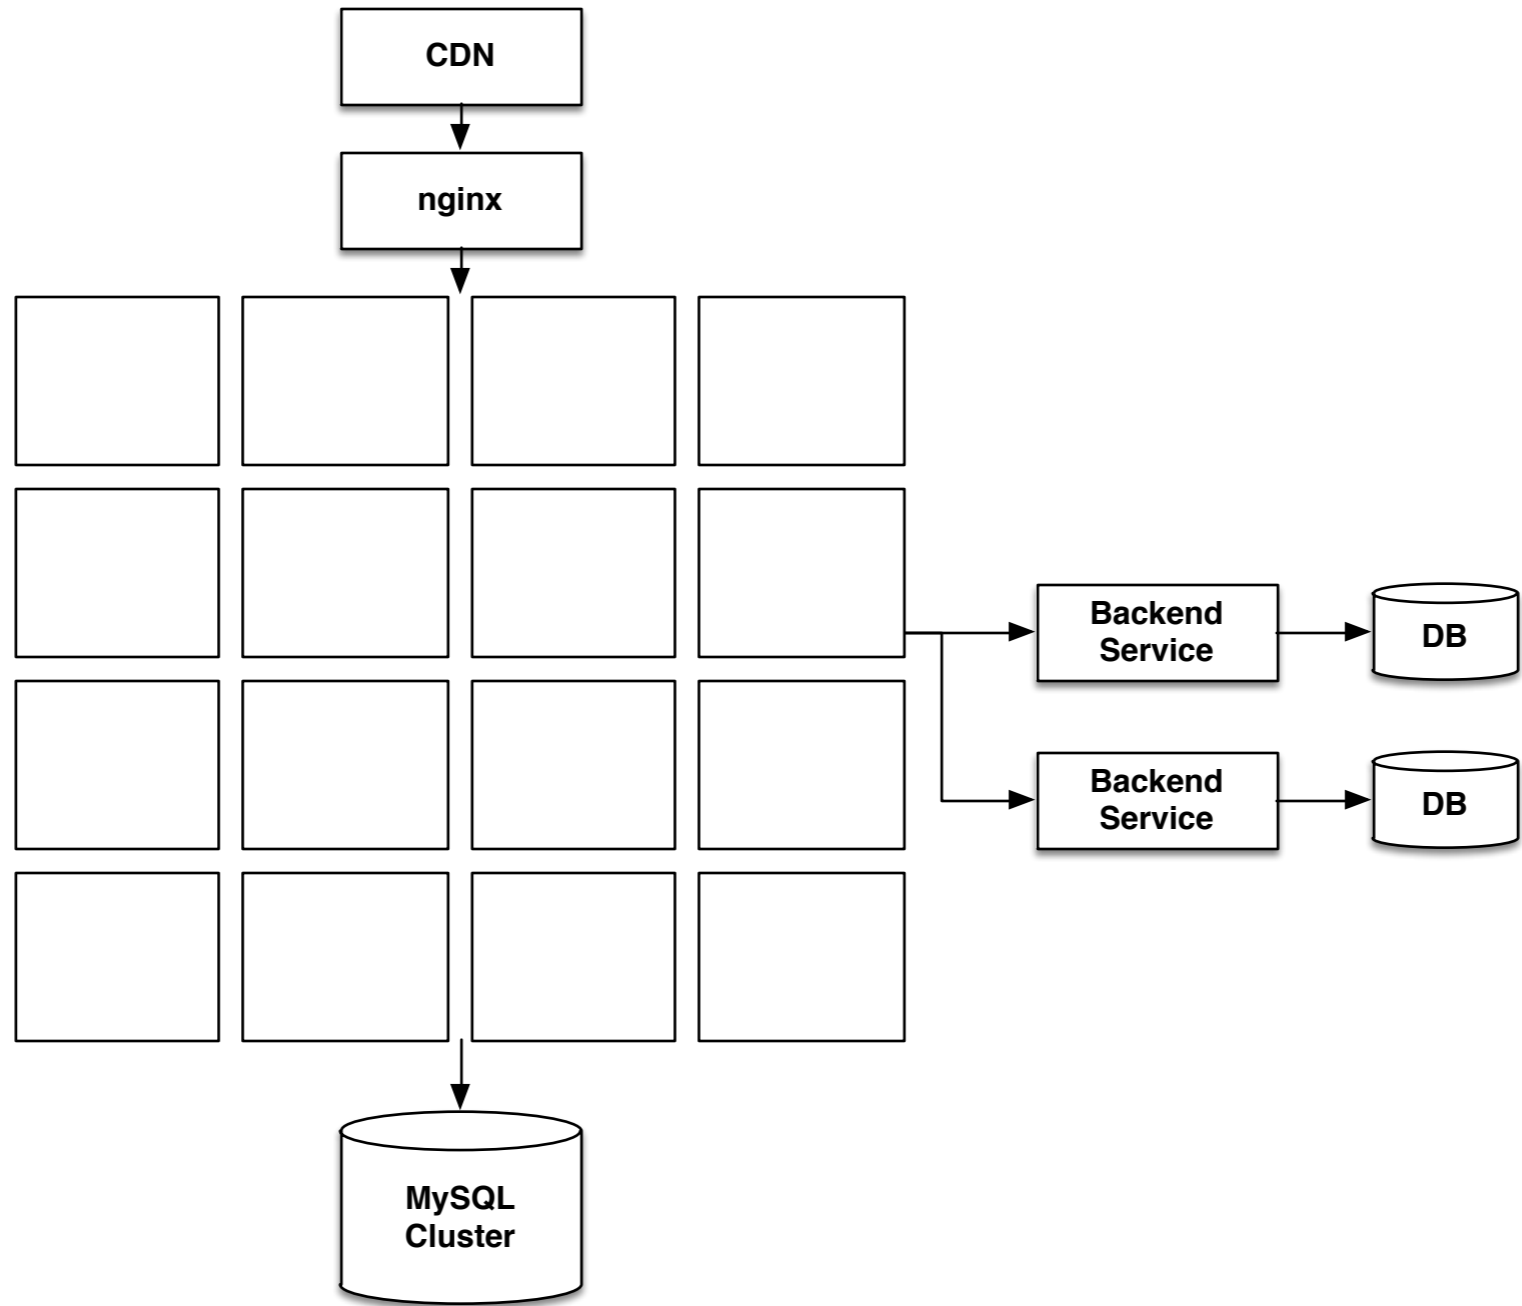 CDN
nginx
Backend
Service
DB
Backend
Service
DB
MySQL
Cluster